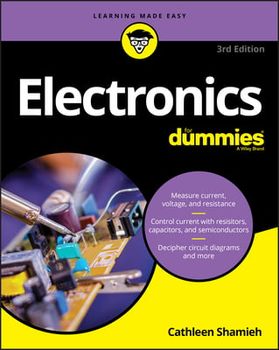 LEARNING MADE EASY
3rd Edition
Electronics
for
dummies
A Wiley Brand
Measure current,
voltage, and resistance
Control current with resistors,
capacitors, and semiconductors
Decipher circuit diagrams
and more
Cathleen Shamieh